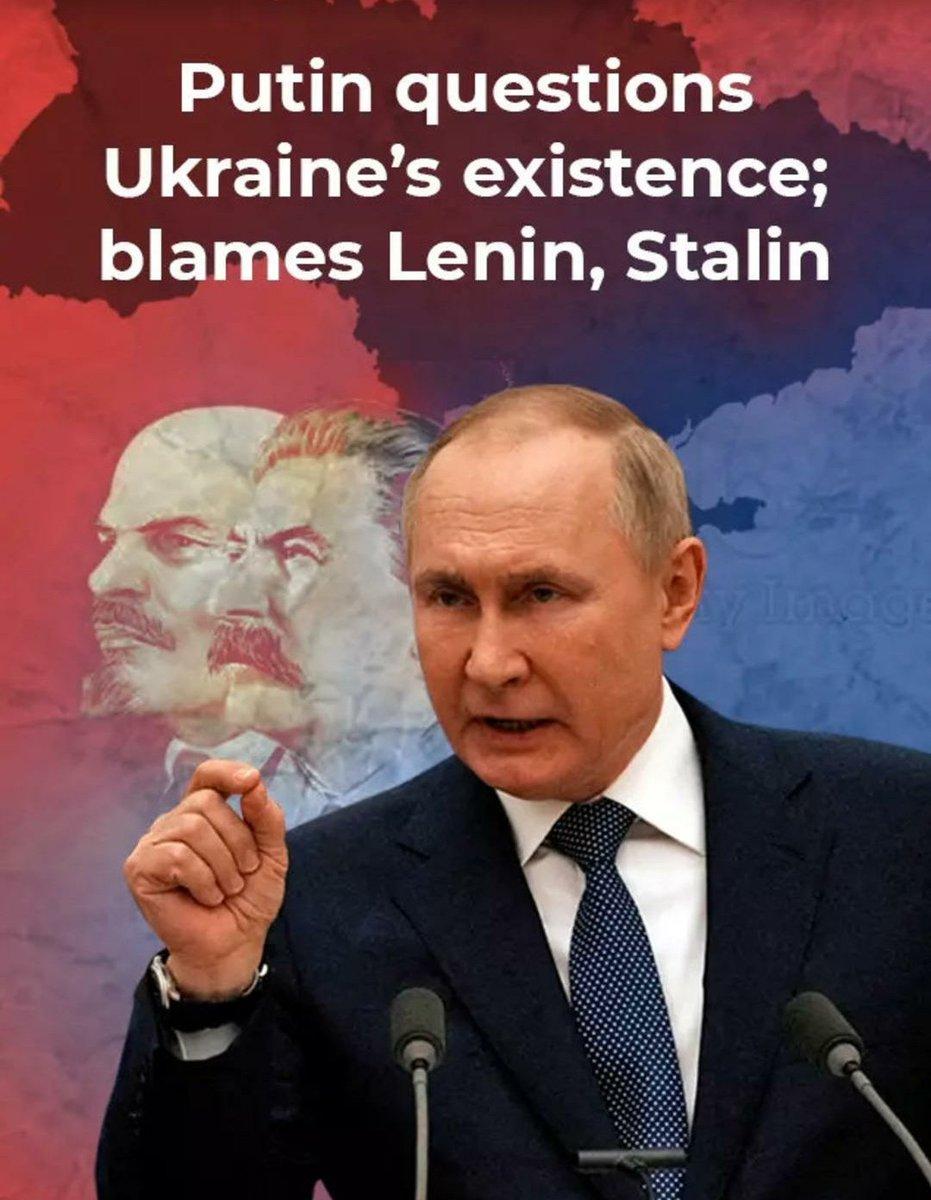 Putin questions
Ukraine’s existence;
blames Lenin, Stalin